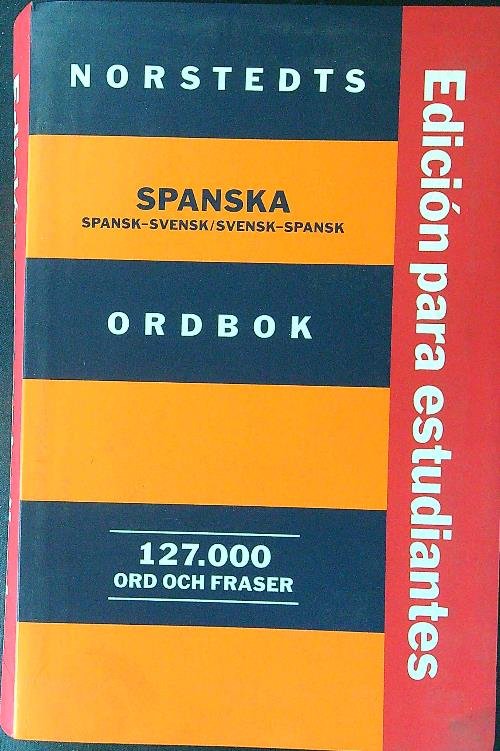 NORSTEDTS
SPANSKA
SPANSK–SVENSK/SVENSK–SPANSK
ORDBOK
127.000
ORD OCH FRASER
Edición para estudiantes